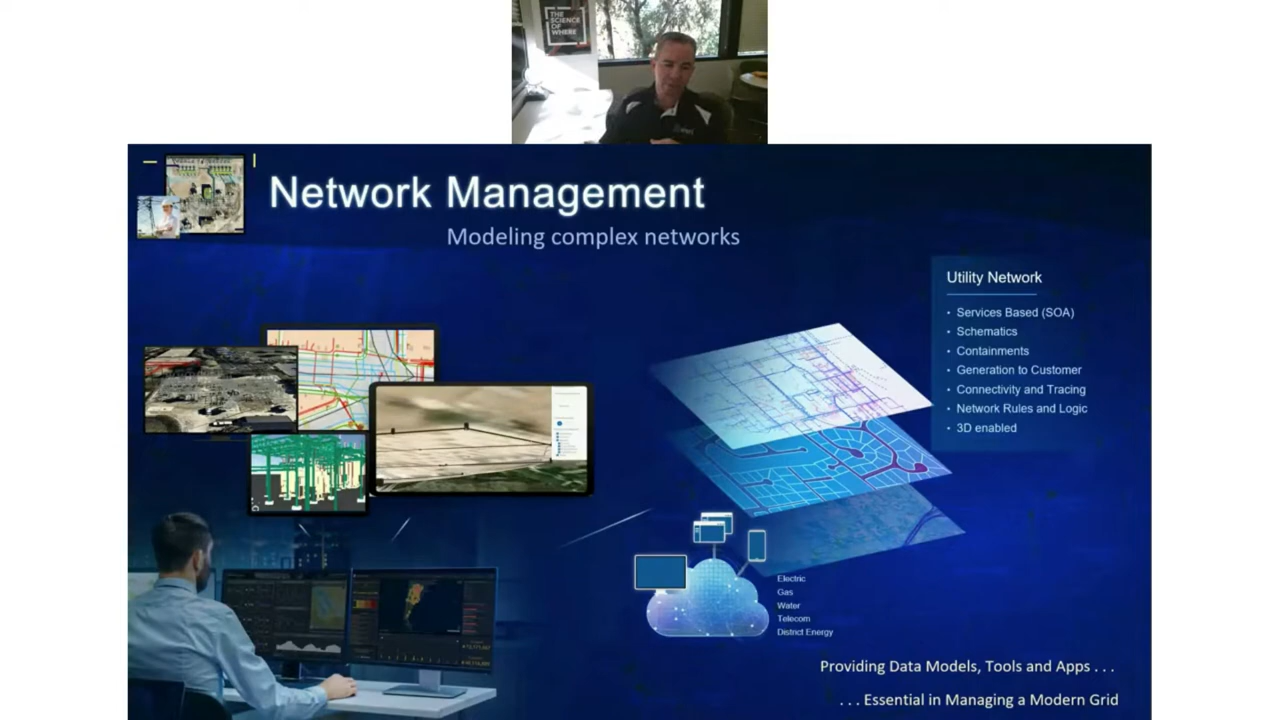 THE
SCIENCE
OF
WHERE
esri
Network Management
Modeling complex networks
Utility Network
• Services Based (SOA)
• Schematics
• Containments
• Generation to Customer
• Connectivity and Tracing
• Network Rules and Logic
• 3D enabled
Electric
Gas
Water
Telecom
District Energy
Providing Data Models, Tools and Apps . . .
. . . Essential in Managing a Modern Grid